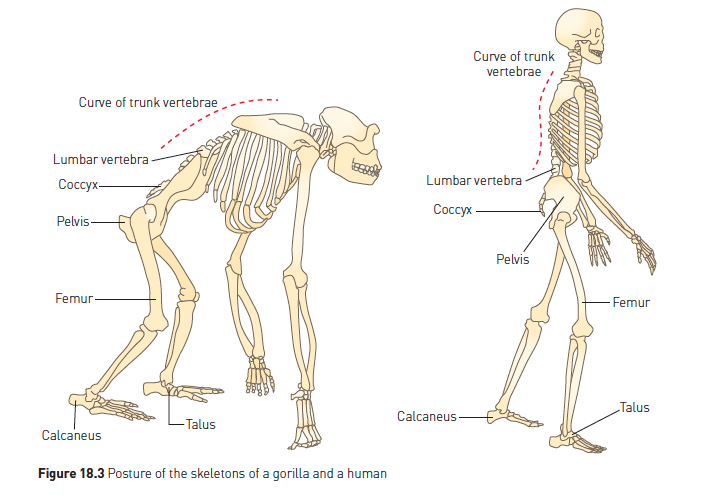 Curve of trunk vertebrae
Lumbar vertebra
Coccyx
Pelvis
Femur
Talus
Calcaneus
Curve of trunk
vertebrae
Lumbar vertebra
Coccyx
Pelvis
Femur
Talus
Calcaneus
Figure 18.3 Posture of the skeletons of a gorilla and a human